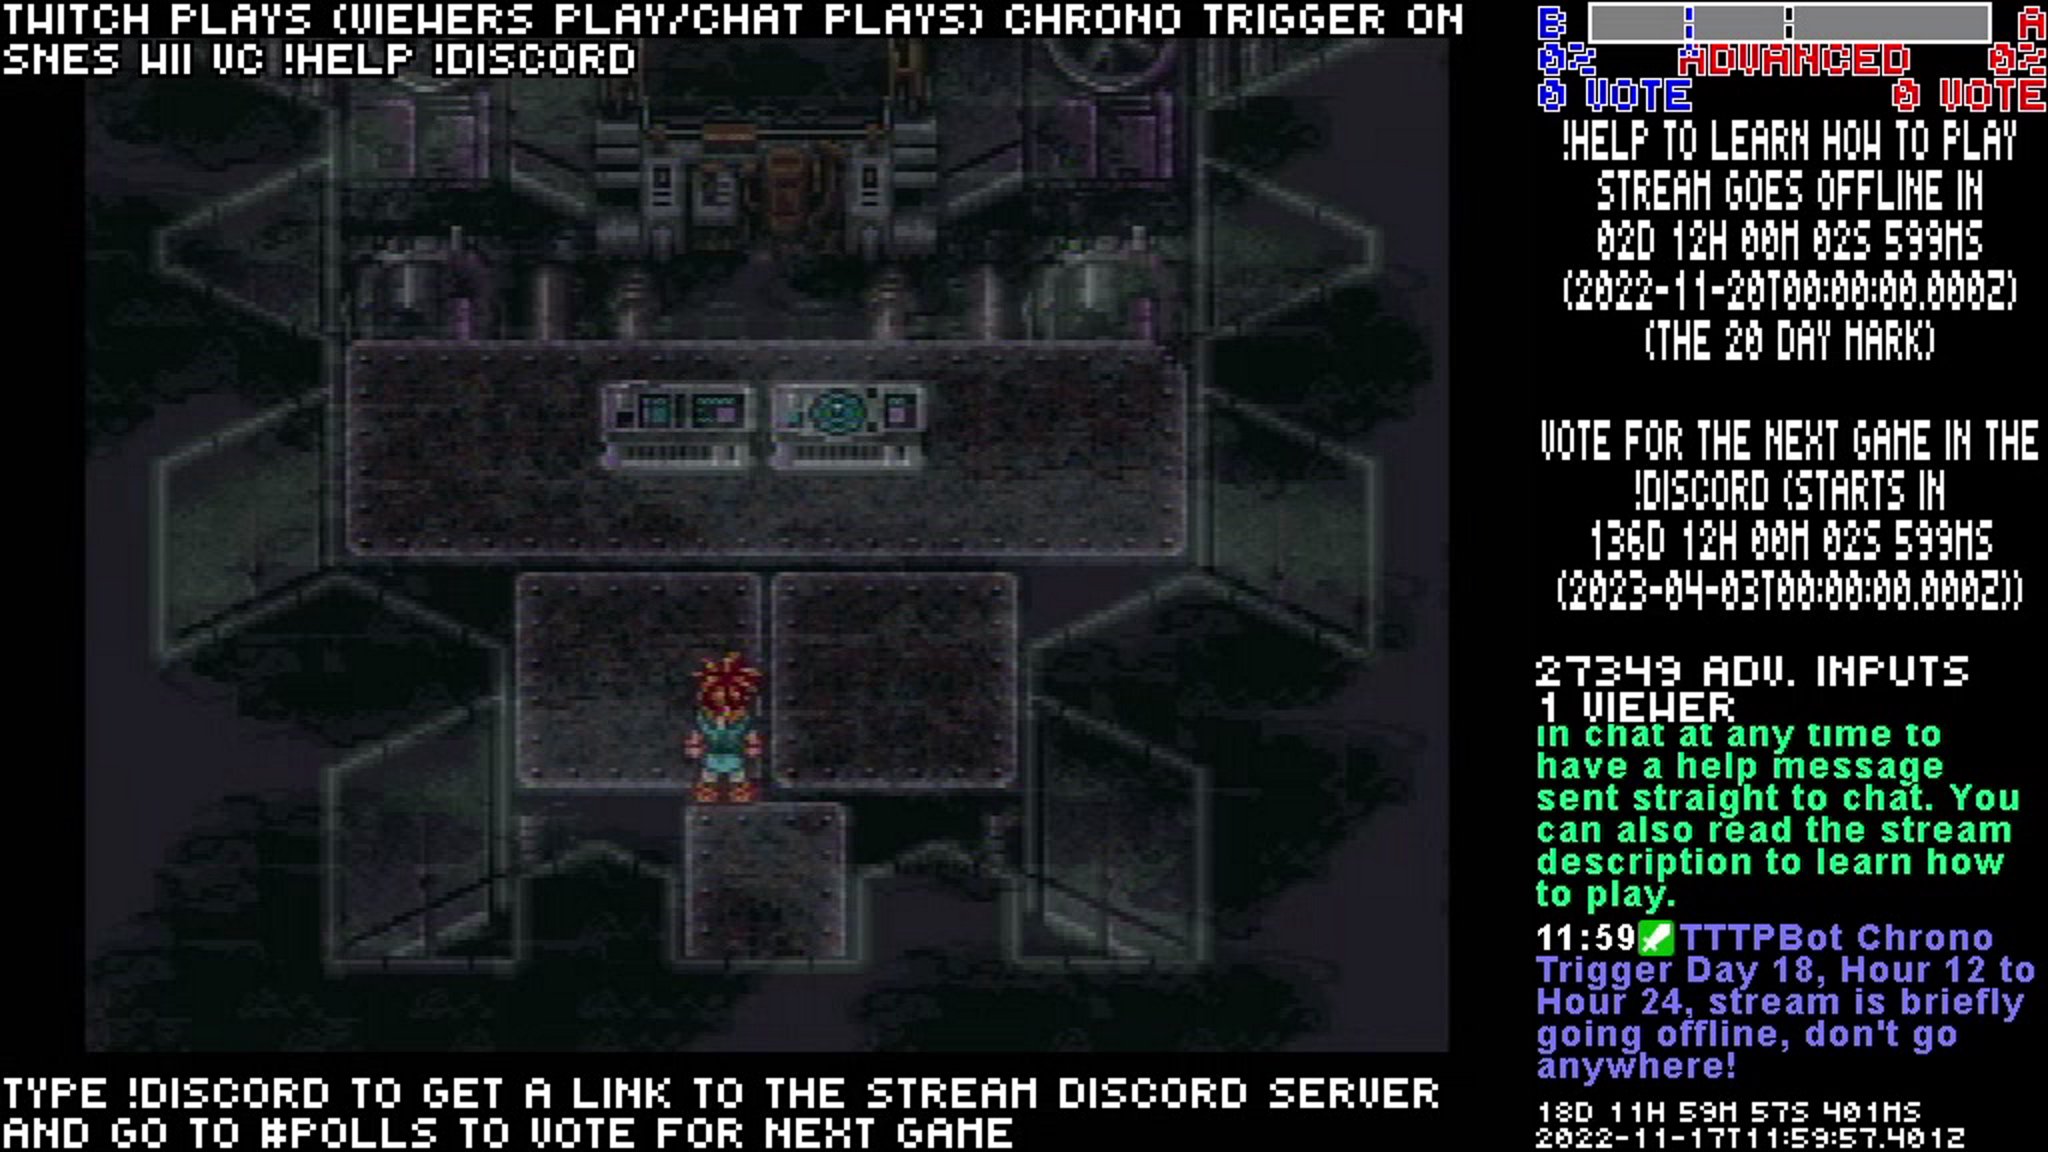 TWITCH PLAYS (VIEWERS PLAY/CHAT PLAYS) CHRONO TRIGGER ON
SNES WII VC !HELP !DISCORD
B A
0% ADVANCED 0%
0 VOTE 0 VOTE
!HELP TO LEARN HOW TO PLAY
STREAM GOES OFFLINE IN
02D 12H 00M 02S 599MS
(2022-11-20T00:00:00.000Z)
(THE 20 DAY MARK)
VOTE FOR THE NEXT GAME IN THE
!DISCORD (STARTS IN
136D 12H 00M 02S 599MS
(2023-04-03T00:00:00.000Z))
27349 ADV. INPUTS
1 VIEWER
in chat at any time to
have a help message
sent straight to chat. You
can also read the stream
description to learn how
to play.
11:59 TTTPBot Chrono
Trigger Day 18, Hour 12 to
Hour 24, stream is briefly
going offline, don't go
anywhere!
18D 11H 59M 57S 401MS
2022-11-17T11:59:57.401Z
TYPE !DISCORD TO GET A LINK TO THE STREAM DISCORD SERVER
AND GO TO #POLLS TO VOTE FOR NEXT GAME